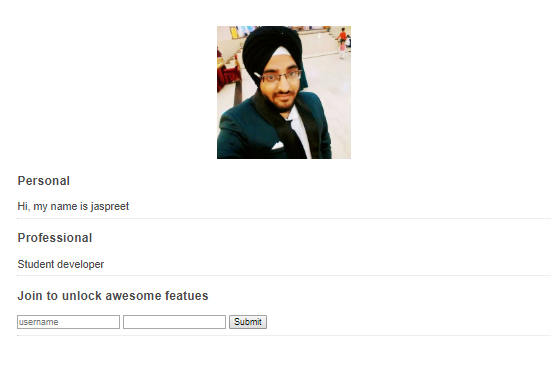 Personal
Hi, my name is jaspreet
Professional
Student developer
Join to unlock awesome featues
username Submit